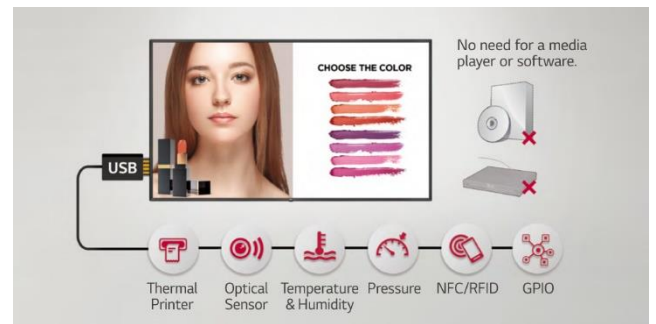 No need for a media
player or software.
CHOOSE THE COLOR
USB
Thermal
Printer
Optical
Sensor
Temperature
& Humidity
Pressure
NFC/RFID
GPIO